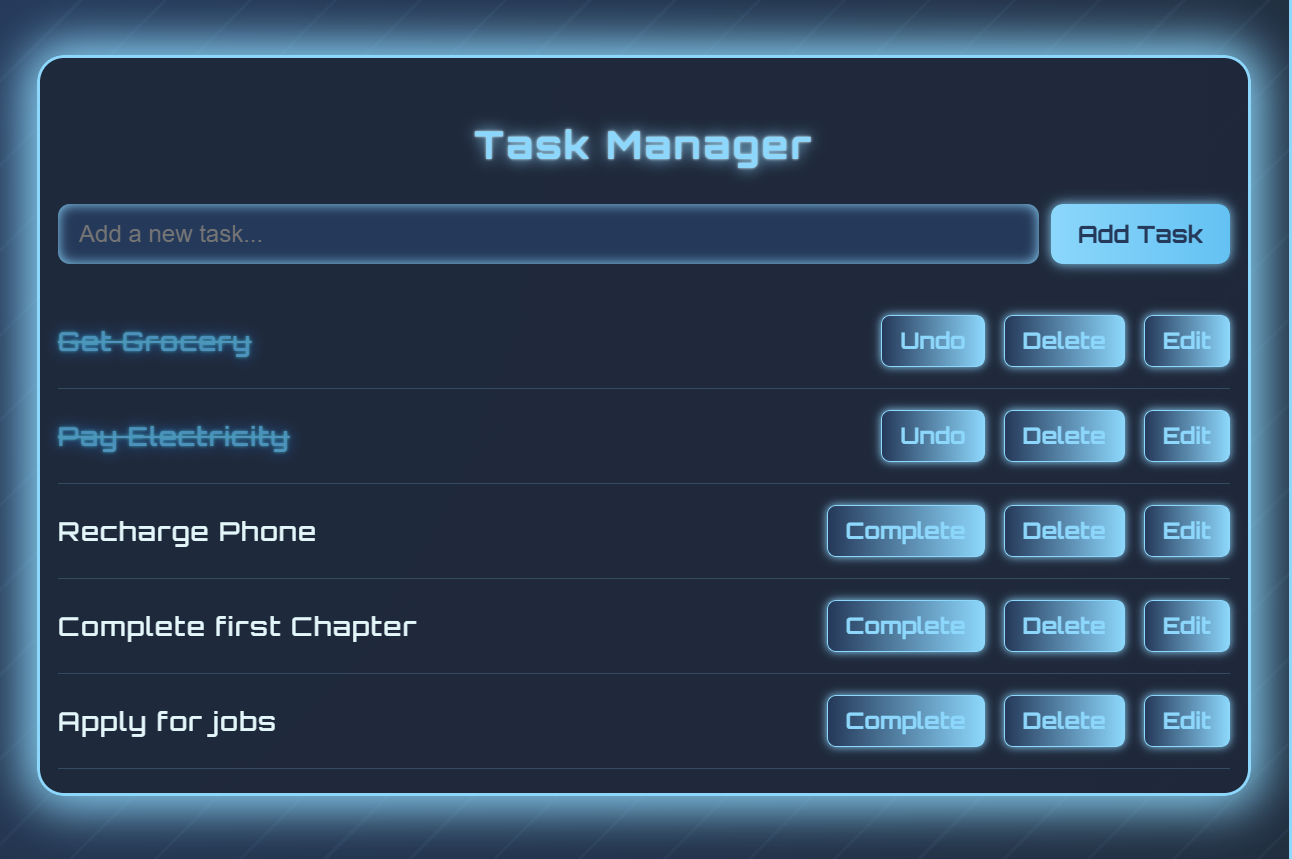 Task Manager
Add a new task...
Add Task
Get Grocery
Undo Delete Edit
Pay Electricity
Undo Delete Edit
Recharge Phone
Complete Delete Edit
Complete first Chapter
Complete Delete Edit
Apply for jobs
Complete Delete Edit